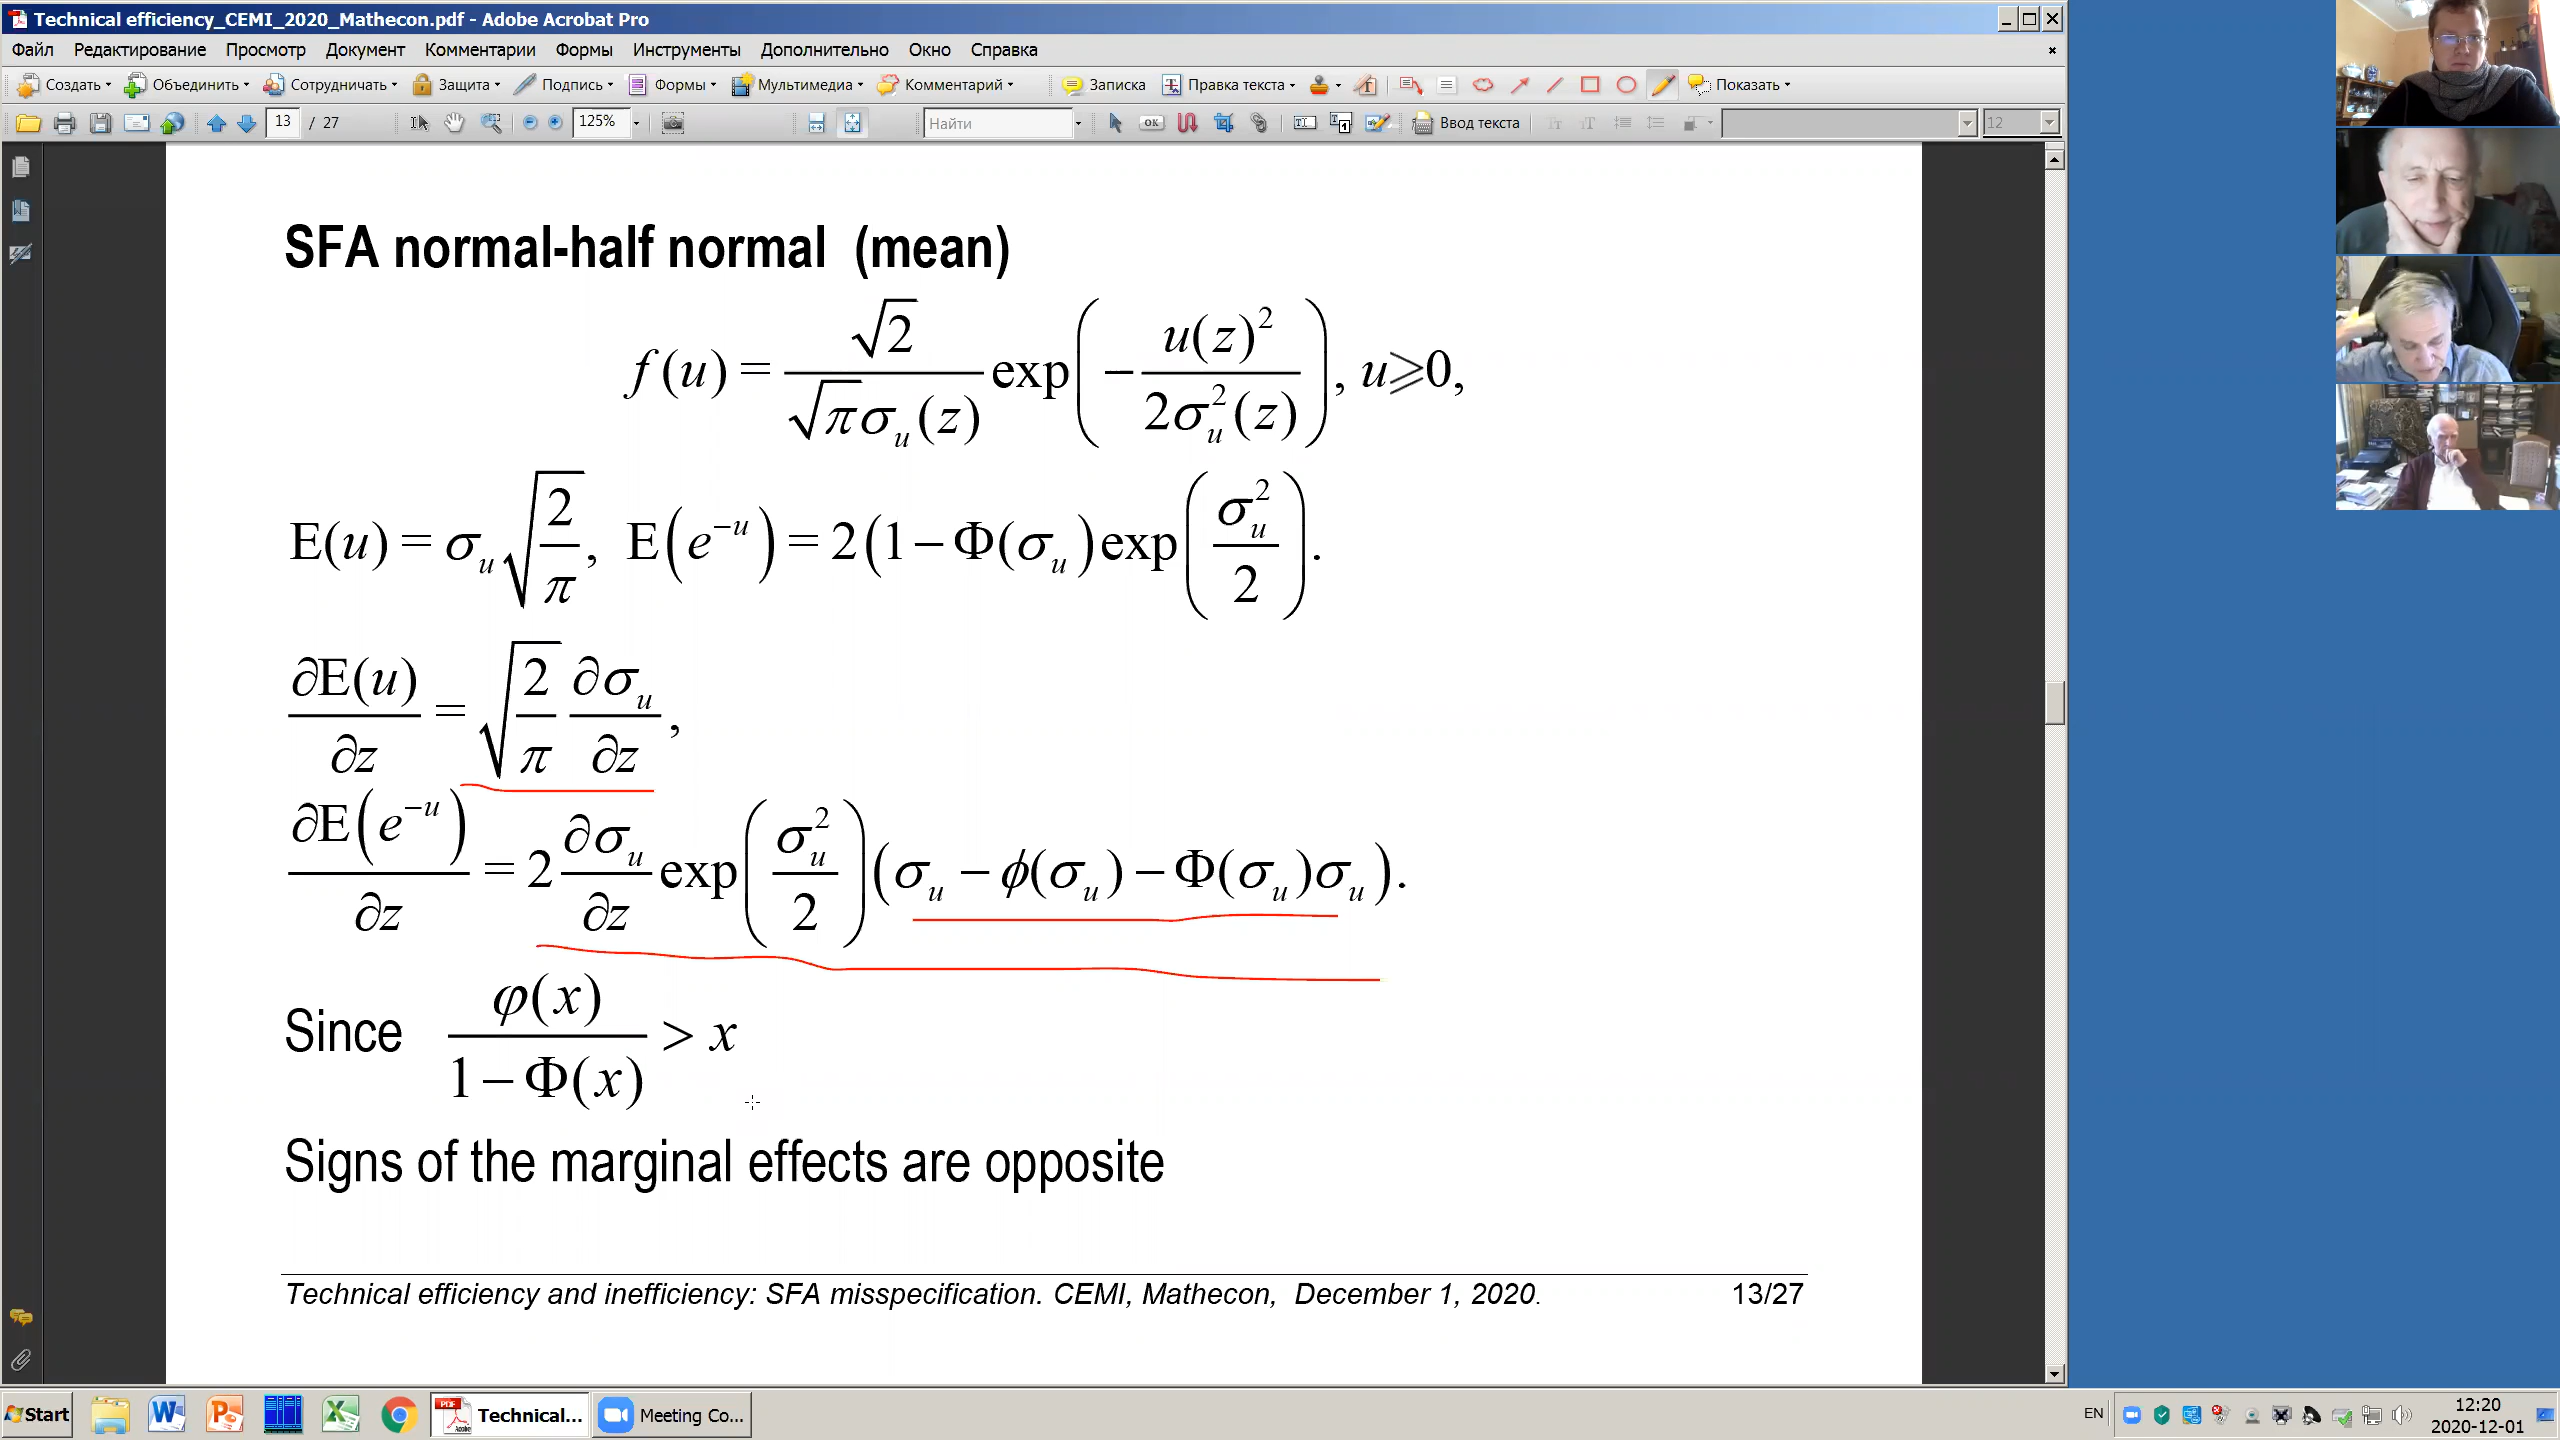 Technical efficiency_CEMI_2020_Mathecon.pdf - Adobe Acrobat Pro
Файл Редактирование Просмотр Документ Комментарии Формы Инструменты Дополнительно Окно Справка
Создать Объединить Сотрудничать Защита Подпись Формы Мультимедиа Комментарий Записка Правка текста Показать
13 / 27 125% Найти OK Ввод текста 12
SFA normal-half normal (mean)
f(u) = √2 / (√π σ_u(z)) exp( − u(z)² / 2σ_u²(z) ), u⩾0,
E(u) = σ_u √(2/π), E(e^{−u}) = 2(1 − Φ(σ_u)exp(σ_u²/2).
∂E(u)/∂z = √(2/π) ∂σ_u/∂z,
∂E(e^{−u})/∂z = 2 ∂σ_u/∂z exp(σ_u²/2)(σ_u − ϕ(σ_u) − Φ(σ_u)σ_u).
Since φ(x) / (1 − Φ(x)) > x
Signs of the marginal effects are opposite
Technical efficiency and inefficiency: SFA misspecification. CEMI, Mathecon, December 1, 2020. 13/27
Start Technical... Meeting Co... EN 12:20
2020-12-01